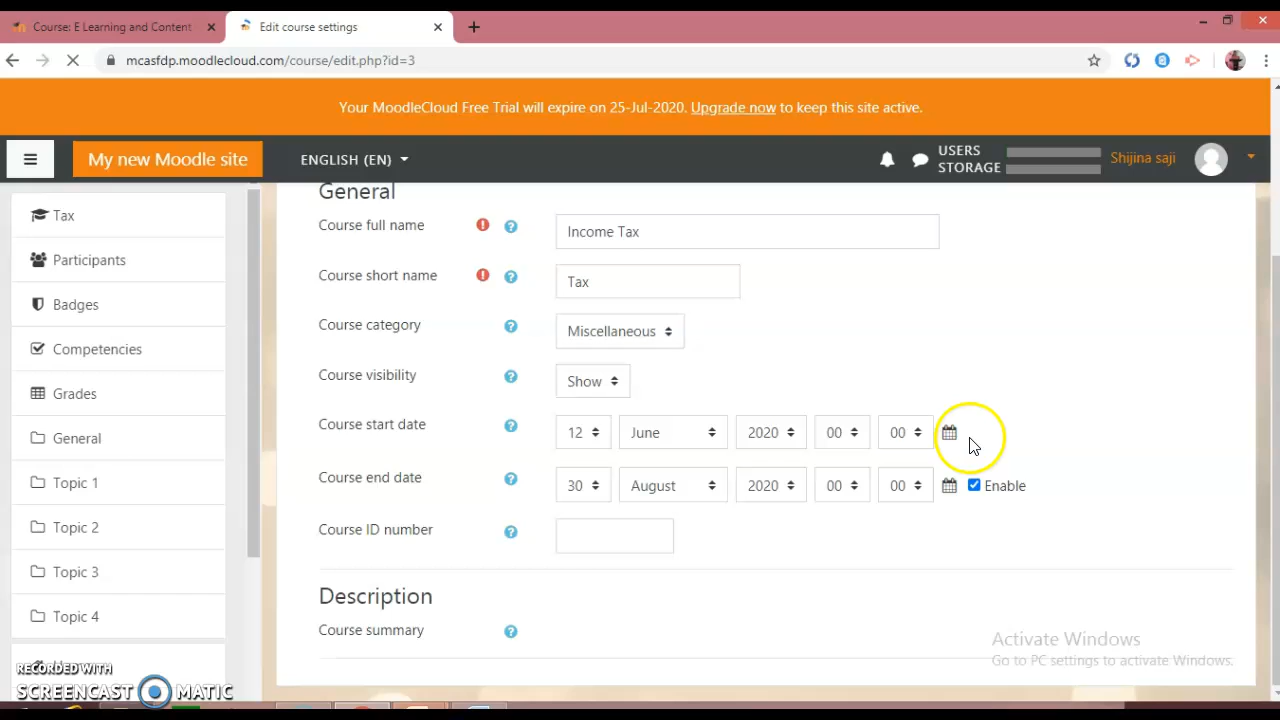 Course: E Learning and Content
Edit course settings
mcasfdp.moodlecloud.com/course/edit.php?id=3
Your MoodleCloud Free Trial will expire on 25-Jul-2020. Upgrade now to keep this site active.
My new Moodle site
ENGLISH (EN)
USERS
STORAGE
Shijina saji
Tax
Participants
Badges
Competencies
Grades
General
Topic 1
Topic 2
Topic 3
Topic 4
General
Course full name
Income Tax
Course short name
Tax
Course category
Miscellaneous
Course visibility
Show
Course start date
12 June 2020 00 00
Course end date
30 August 2020 00 00 Enable
Course ID number
Description
Course summary
Activate Windows
Go to PC settings to activate Windows.
RECORDED WITH
SCREENCAST MATIC